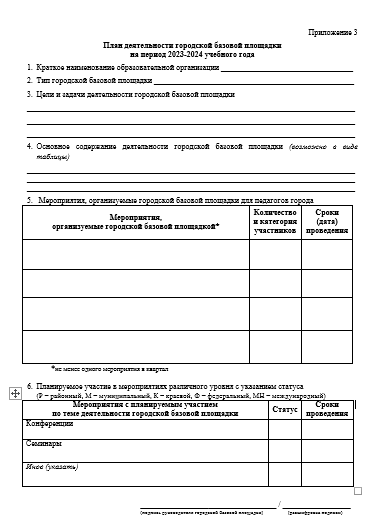 Приложение 3
План деятельности городской базовой площадки
на период 2023-2024 учебного года
1. Краткое наименование образовательной организации
2. Тип городской базовой площадки
3. Цели и задачи деятельности городской базовой площадки
4. Основное содержание деятельности городской базовой площадки (возможно в виде
таблицы)
5. Мероприятия, организуемые городской базовой площадки для педагогов города
Мероприятия,
организуемые городской базовой площадкой*
Количество
и категория
участников
Сроки
(дата)
проведения
*не менее одного мероприятия в квартал
6. Планируемое участие в мероприятиях различного уровня с указанием статуса
(Р – районный, М – муниципальный, К – краевой, Ф – федеральный, МН – международный)
Мероприятия с планируемым участием
по теме деятельности городской базовой площадки
Статус
Сроки
проведения
Конференции
Семинары
Иное (указать)
/
(подпись руководителя городской базовой площадки)
(расшифровка подписи)